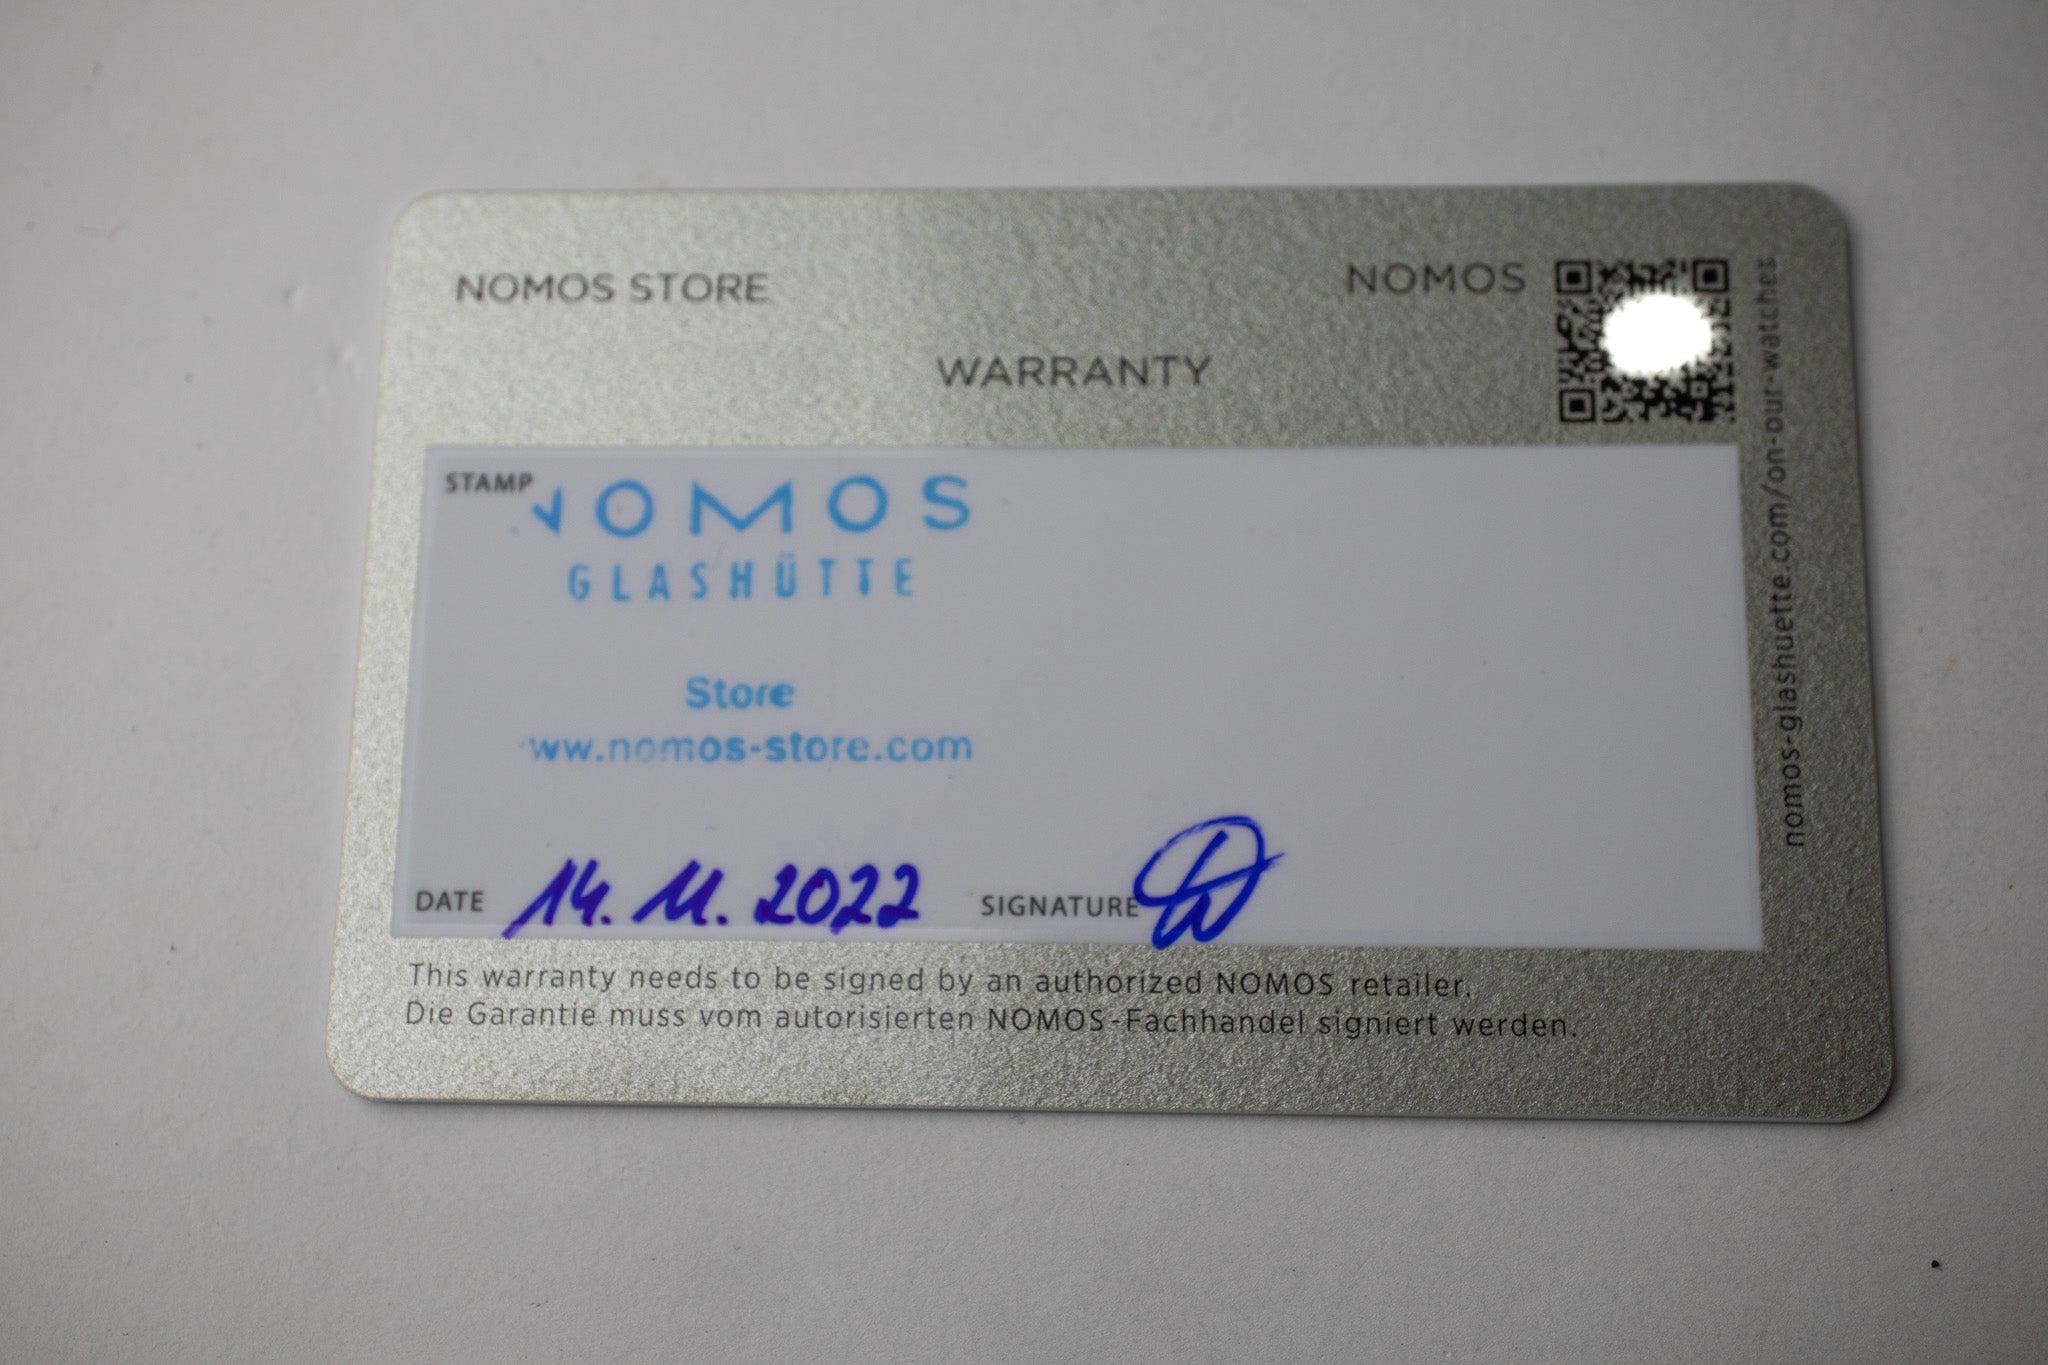 NOMOS STORE
NOMOS
WARRANTY
STAMP
NOMOS
GLASHÜTTE
Store
ww.nomos-store.com
DATE 14. 11. 2022 SIGNATURE
This warranty needs to be signed by an authorized NOMOS retailer.
Die Garantie muss vom autorisierten NOMOS-Fachhandel signiert werden.
nomos-glashuette.com/on-our-watches